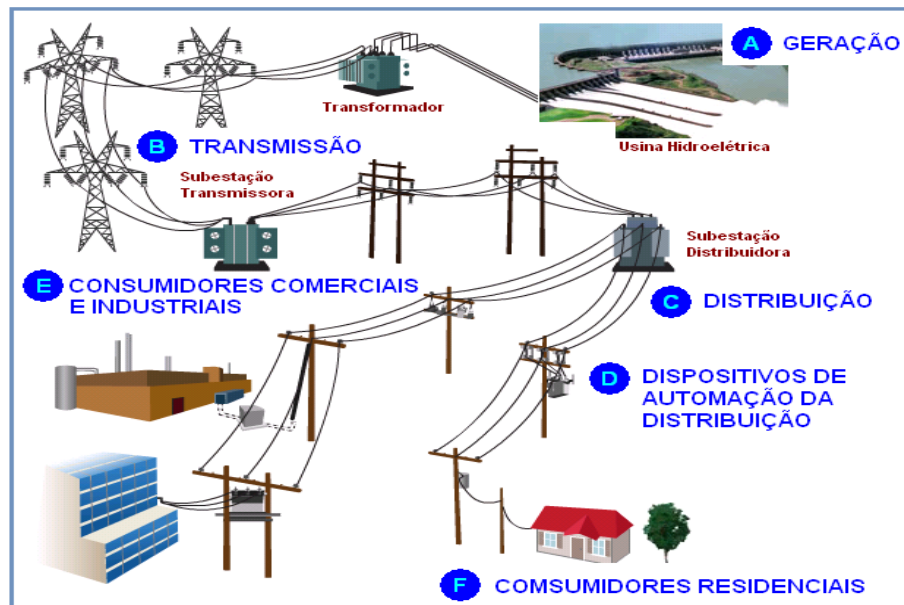 A GERAÇÃO
Transformador
Usina Hidroelétrica
B TRANSMISSÃO
Subestação
Transmissora
Subestação
Distribuidora
E CONSUMIDORES COMERCIAIS
E INDUSTRIAIS
C DISTRIBUIÇÃO
D DISPOSITIVOS DE
AUTOMAÇÃO DA
DISTRIBUIÇÃO
F COMSUMIDORES RESIDENCIAIS